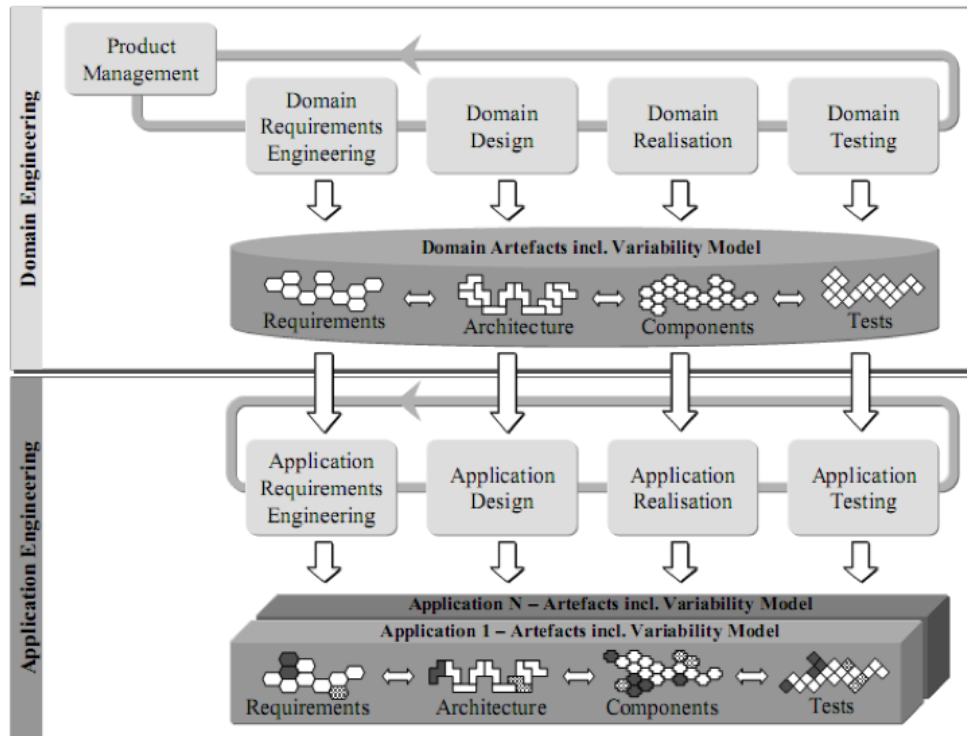 Domain Engineering
Product
Management
Domain
Requirements
Engineering
Domain
Design
Domain
Realisation
Domain
Testing
Domain Artefacts incl. Variability Model
Requirements
Architecture
Components
Tests
Application Engineering
Application
Requirements
Engineering
Application
Design
Application
Realisation
Application
Testing
Application N – Artefacts incl. Variability Model
Application 1 – Artefacts incl. Variability Model
Requirements
Architecture
Components
Tests